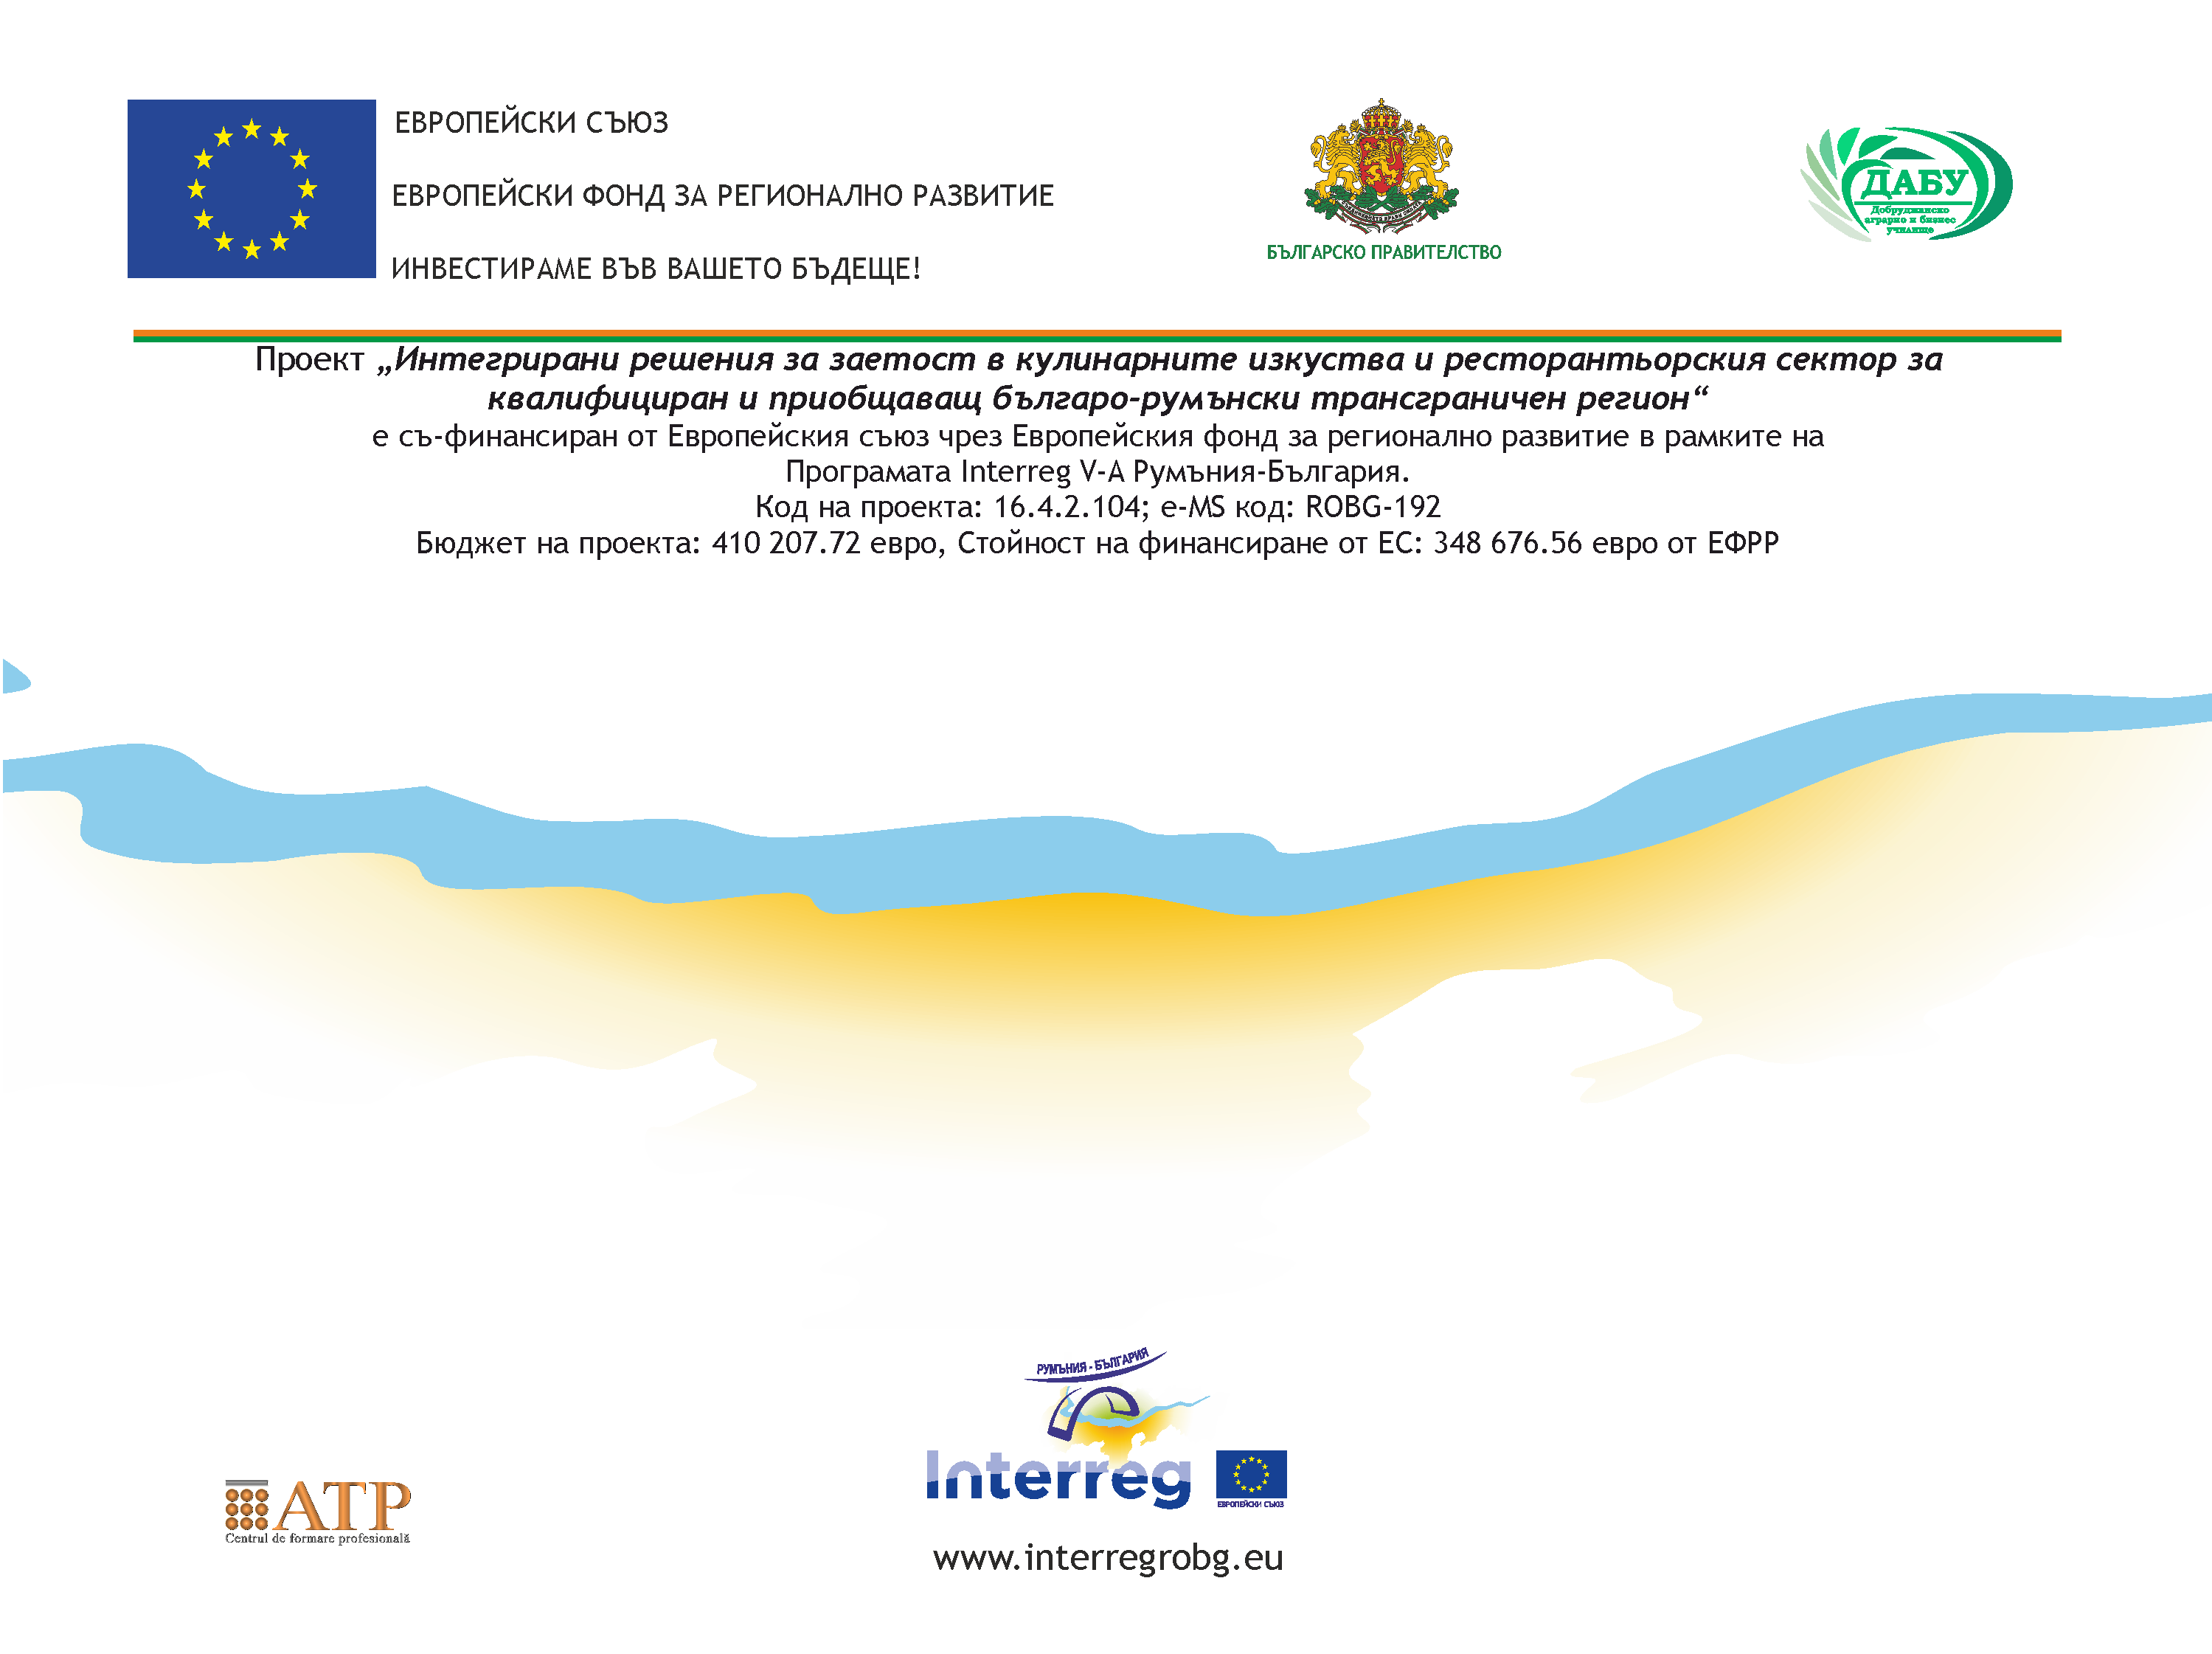 ЕВРОПЕЙСКИ СЪЮЗ
ЕВРОПЕЙСКИ ФОНД ЗА РЕГИОНАЛНО РАЗВИТИЕ
ИНВЕСТИРАМЕ ВЪВ ВАШЕТО БЪДЕЩЕ!
БЪЛГАРСКО ПРАВИТЕЛСТВО
ДАБУ
Добруджанско
аграрно и бизнес
училище
Проект „Интегрирани решения за заетост в кулинарните изкуства и ресторантьорския сектор за
квалифициран и приобщаващ българо-румънски трансграничен регион“
е съ-финансиран от Европейския съюз чрез Европейския фонд за регионално развитие в рамките на
Програмата Interreg V-A Румъния-България.
Код на проекта: 16.4.2.104; e-MS код: ROBG-192
Бюджет на проекта: 410 207.72 евро, Стойност на финансиране от ЕС: 348 676.56 евро от ЕФРР
РУМЪНИЯ - БЪЛГАРИЯ
Interreg
ЕВРОПЕЙСКИ СЪЮЗ
ATP
Centrul de formare profesională
www.interregrobg.eu